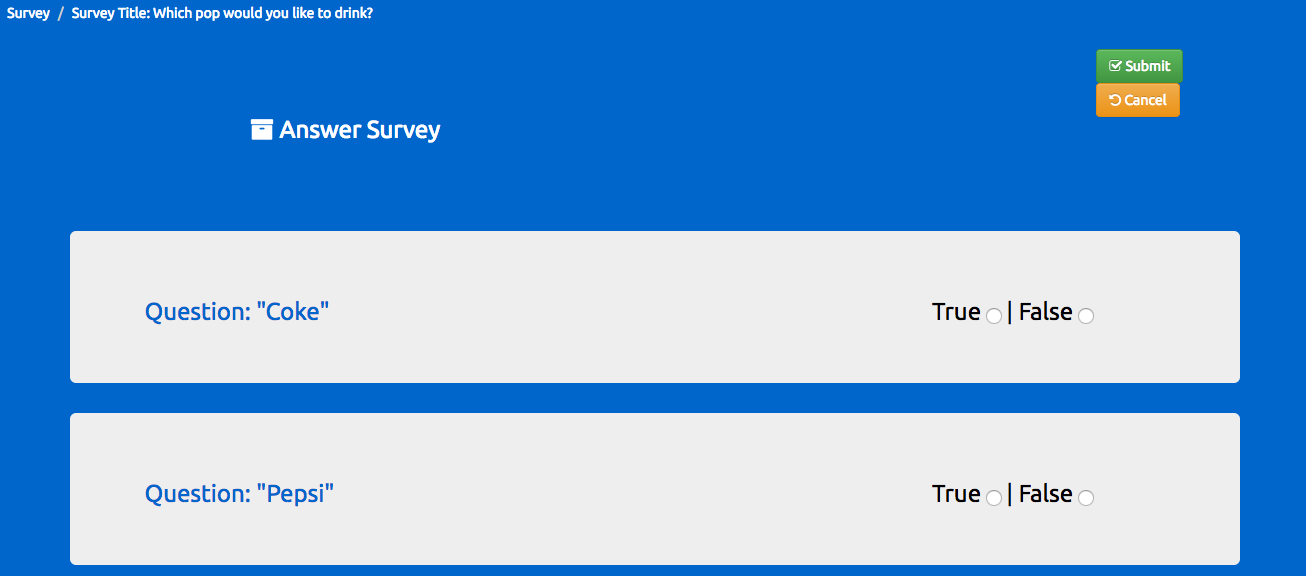 Survey / Survey Title: Which pop would you like to drink?
Submit
Cancel
Answer Survey
Question: "Coke" True | False
Question: "Pepsi" True | False